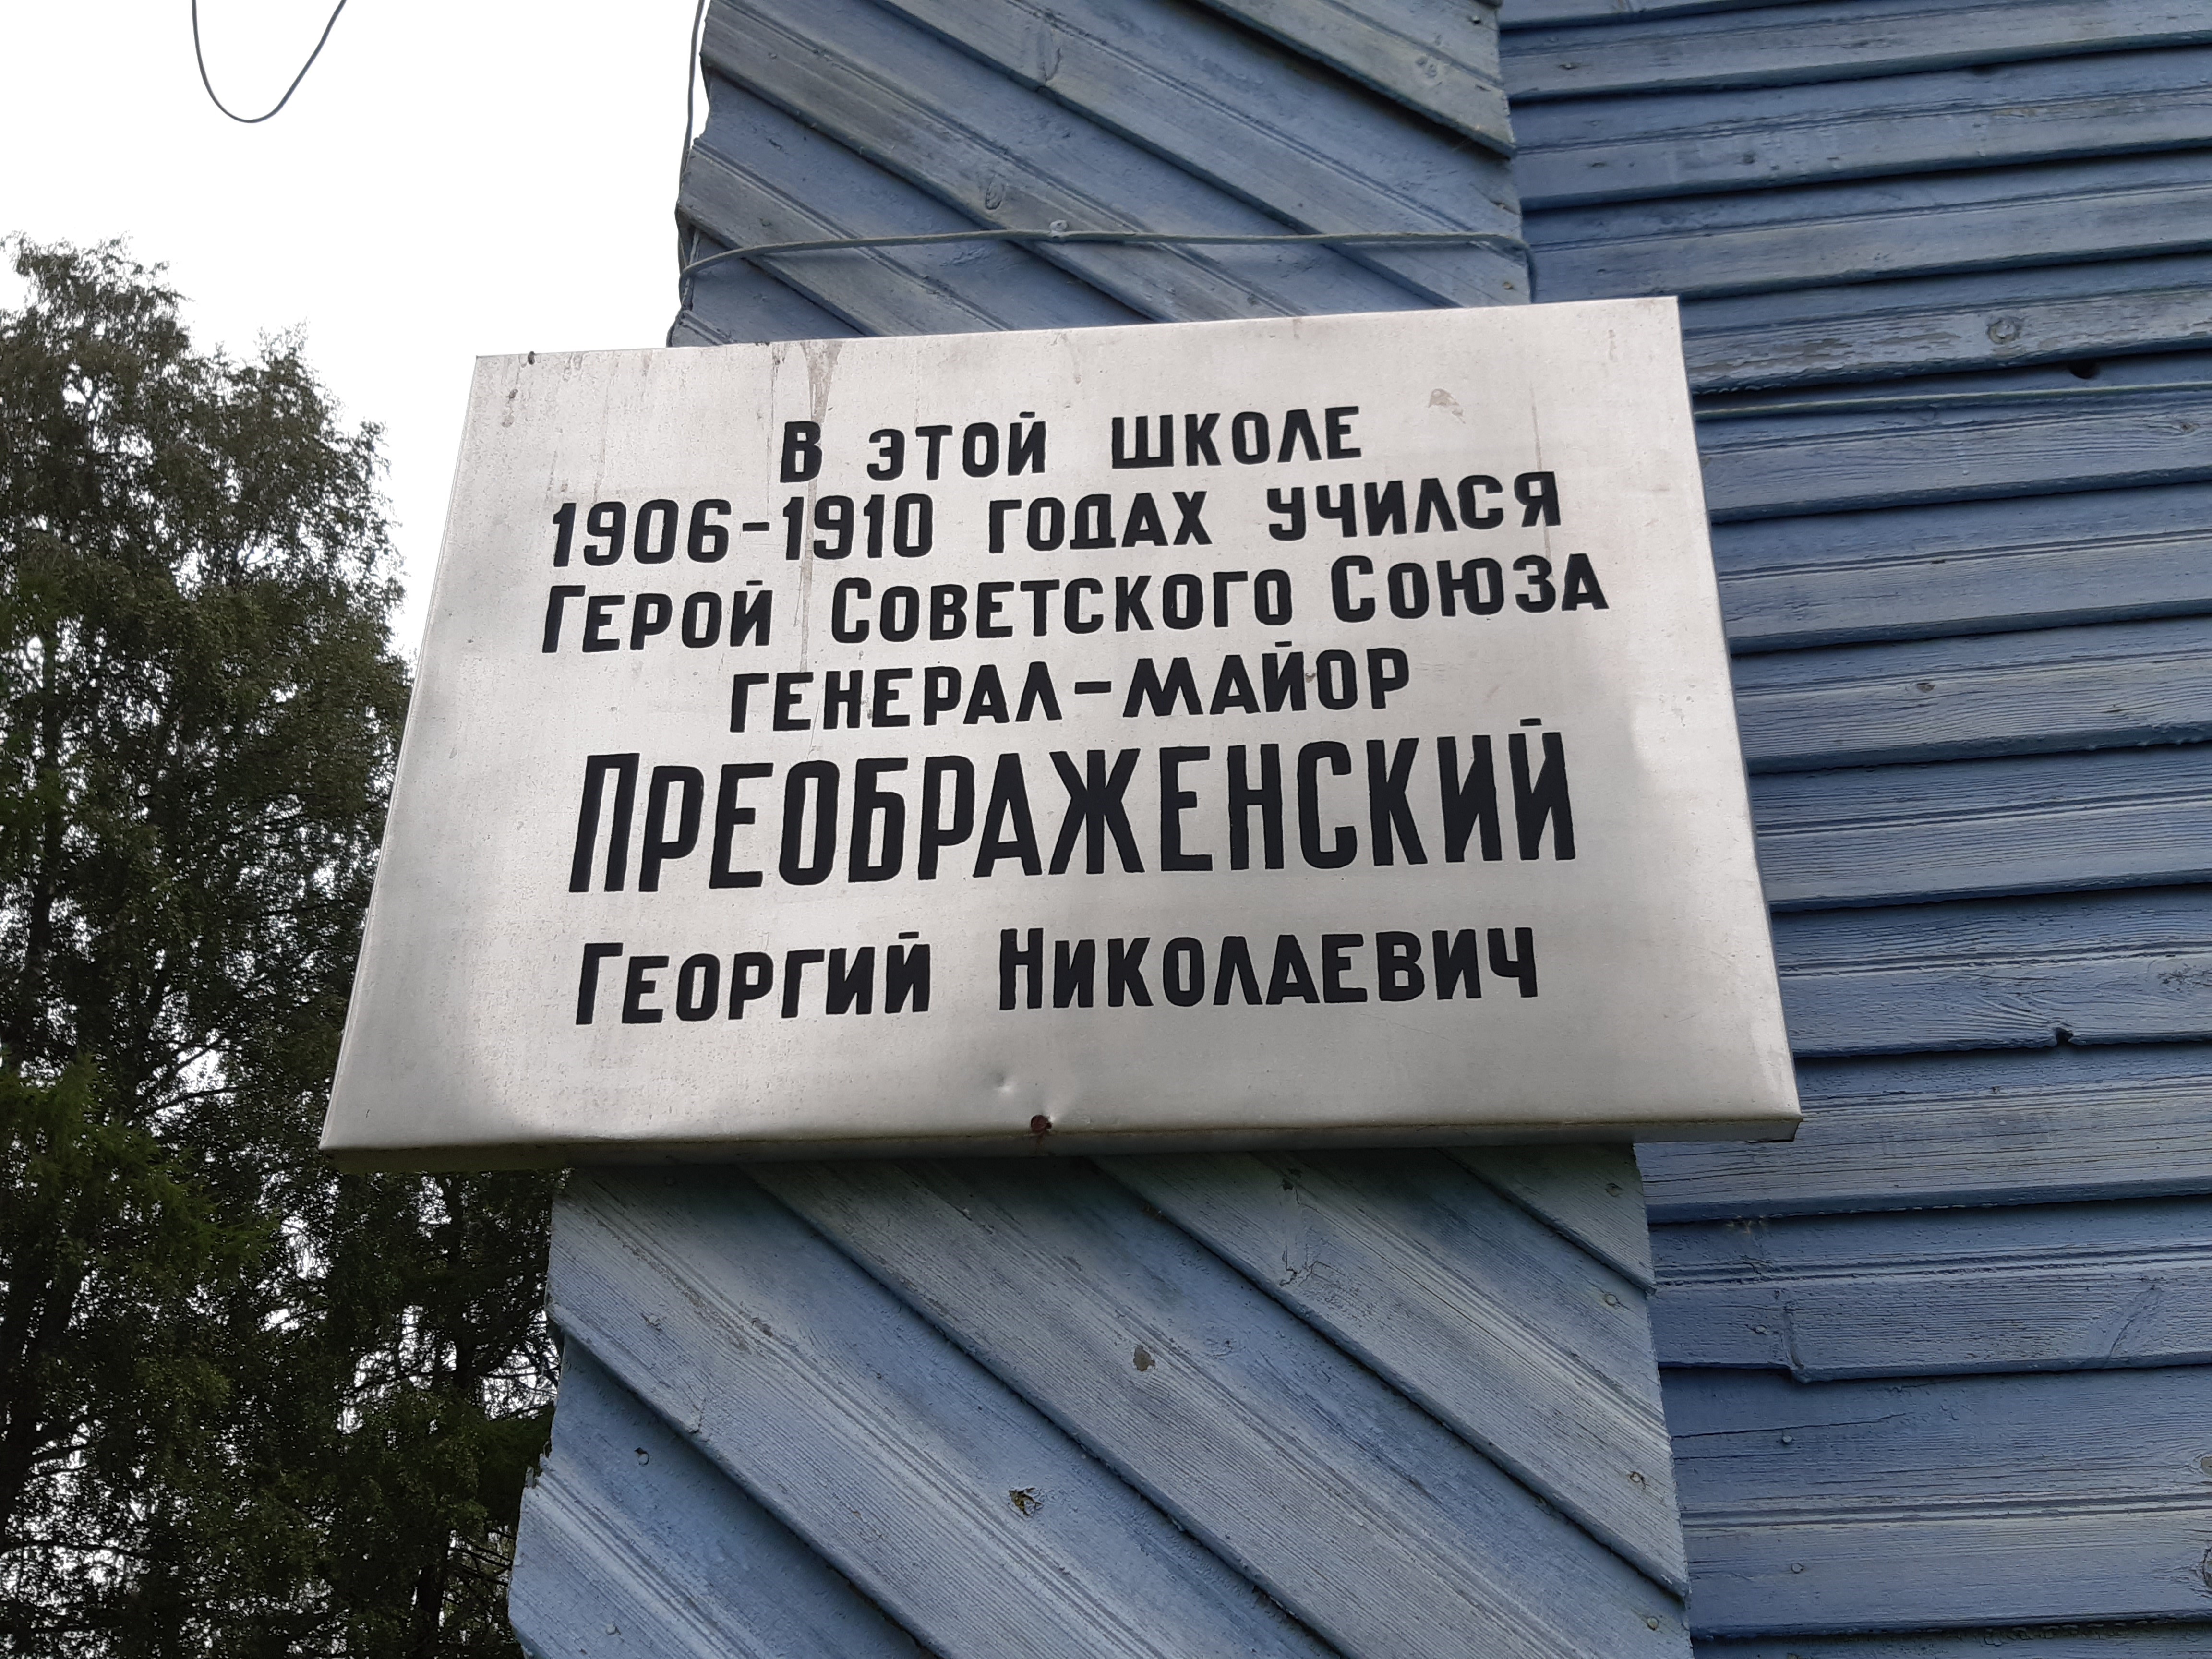 В ЭТОЙ ШКОЛЕ
1906-1910 ГОДАХ УЧИЛСЯ
ГЕРОЙ СОВЕТСКОГО СОЮЗА
ГЕНЕРАЛ-МАЙОР
ПРЕОБРАЖЕНСКИЙ
ГЕОРГИЙ НИКОЛАЕВИЧ